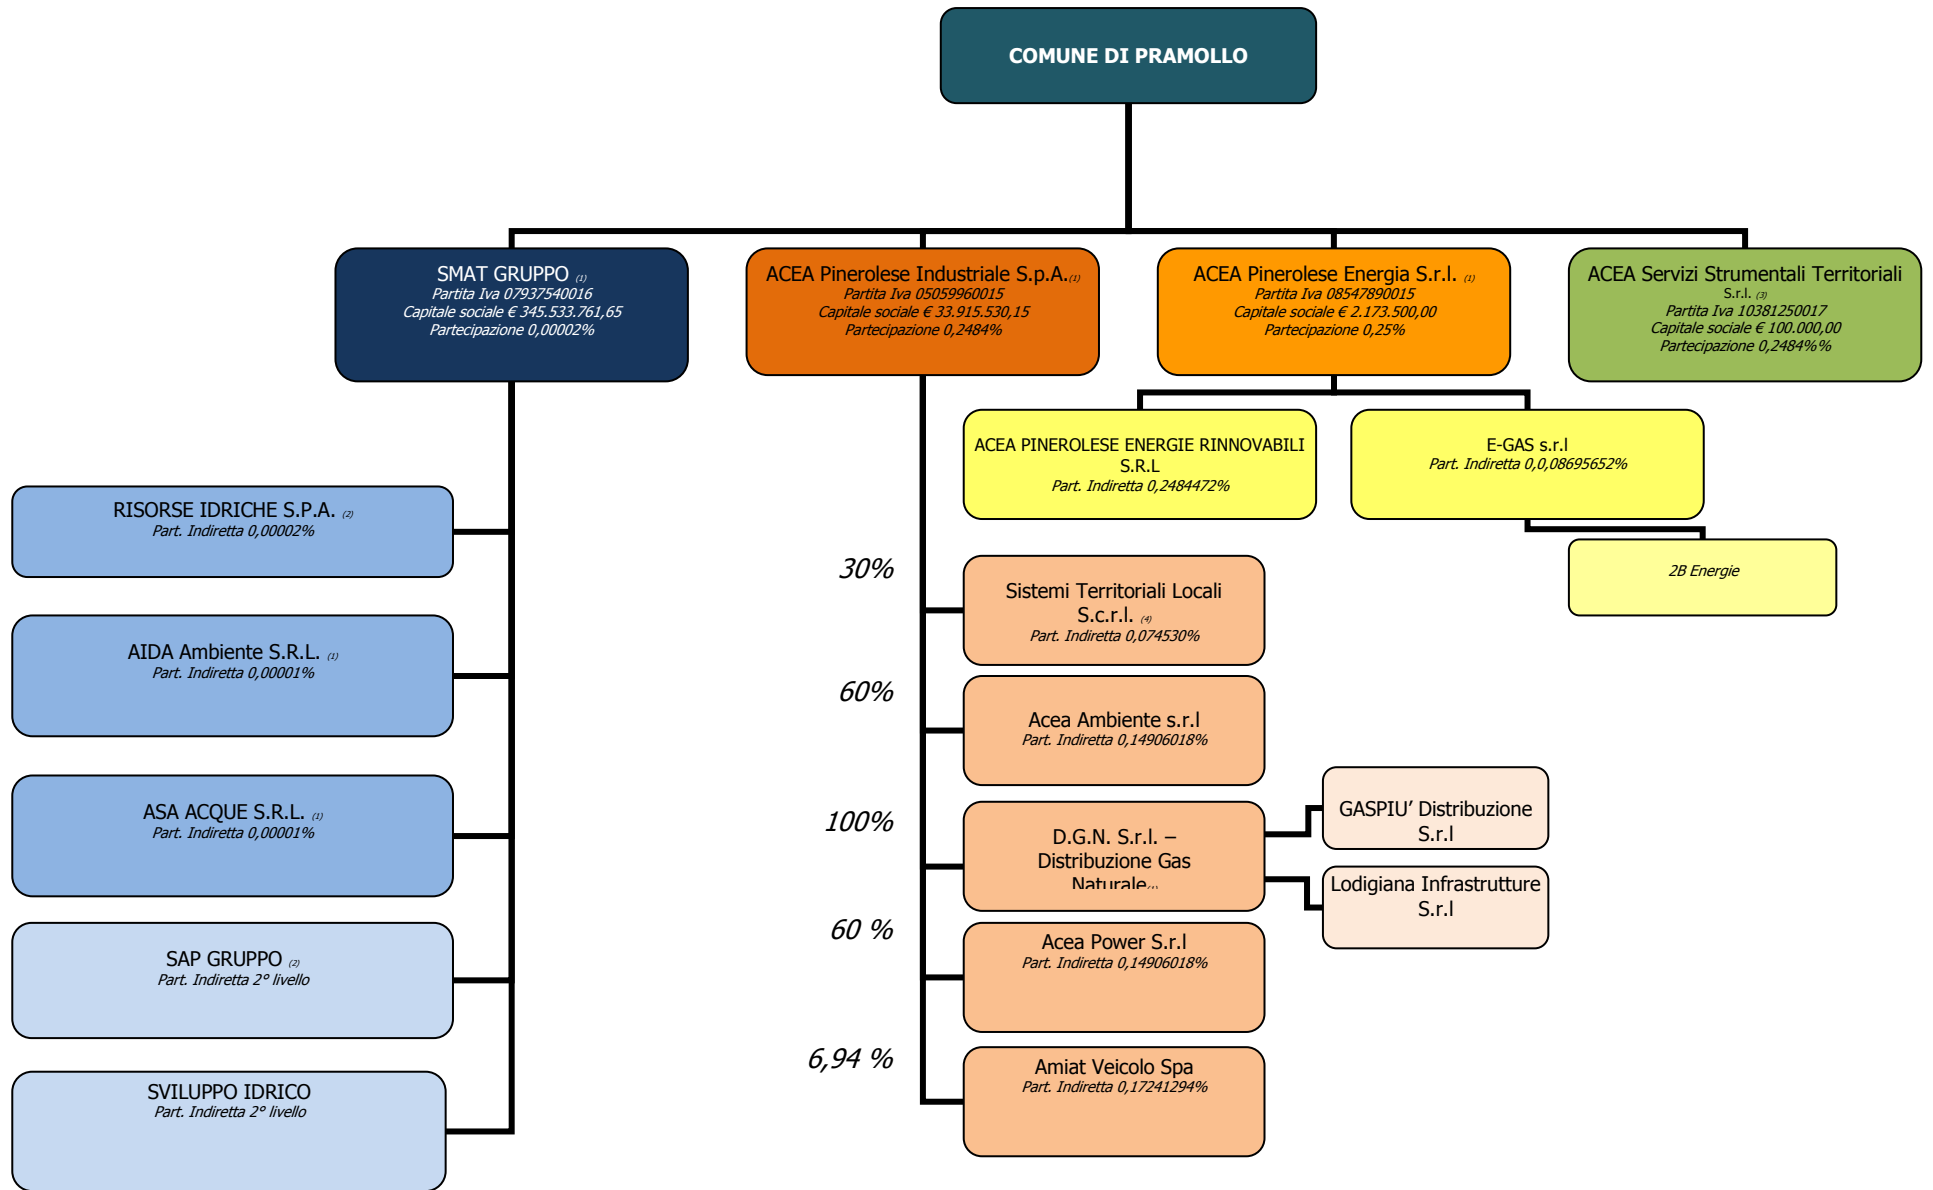 COMUNE DI PRAMOLLO
SMAT GRUPPO (1)
Partita Iva 07937540016
Capitale sociale € 345.533.761,65
Partecipazione 0,00002%
ACEA Pinerolese Industriale S.p.A.(1)
Partita Iva 05059960015
Capitale sociale € 33.915.530,15
Partecipazione 0,2484%
ACEA Pinerolese Energia S.r.l. (1)
Partita Iva 08547890015
Capitale sociale € 2.173.500,00
Partecipazione 0,25%
ACEA Servizi Strumentali Territoriali
S.r.l. (3)
Partita Iva 10381250017
Capitale sociale € 100.000,00
Partecipazione 0,2484%%
ACEA PINEROLESE ENERGIE RINNOVABILI
S.R.L
Part. Indiretta 0,2484472%
E-GAS s.r.l
Part. Indiretta 0,0,08695652%
2B Energie
RISORSE IDRICHE S.P.A. (2)
Part. Indiretta 0,00002%
AIDA Ambiente S.R.L. (1)
Part. Indiretta 0,00001%
ASA ACQUE S.R.L. (1)
Part. Indiretta 0,00001%
SAP GRUPPO (2)
Part. Indiretta 2° livello
SVILUPPO IDRICO
Part. Indiretta 2° livello
30%
Sistemi Territoriali Locali
S.c.r.l. (4)
Part. Indiretta 0,074530%
60%
Acea Ambiente s.r.l
Part. Indiretta 0,14906018%
100%
D.G.N. S.r.l. –
Distribuzione Gas
Naturale
GASPIU’ Distribuzione
S.r.l
Lodigiana Infrastrutture
S.r.l
60 %
Acea Power S.r.l
Part. Indiretta 0,14906018%
6,94 %
Amiat Veicolo Spa
Part. Indiretta 0,17241294%